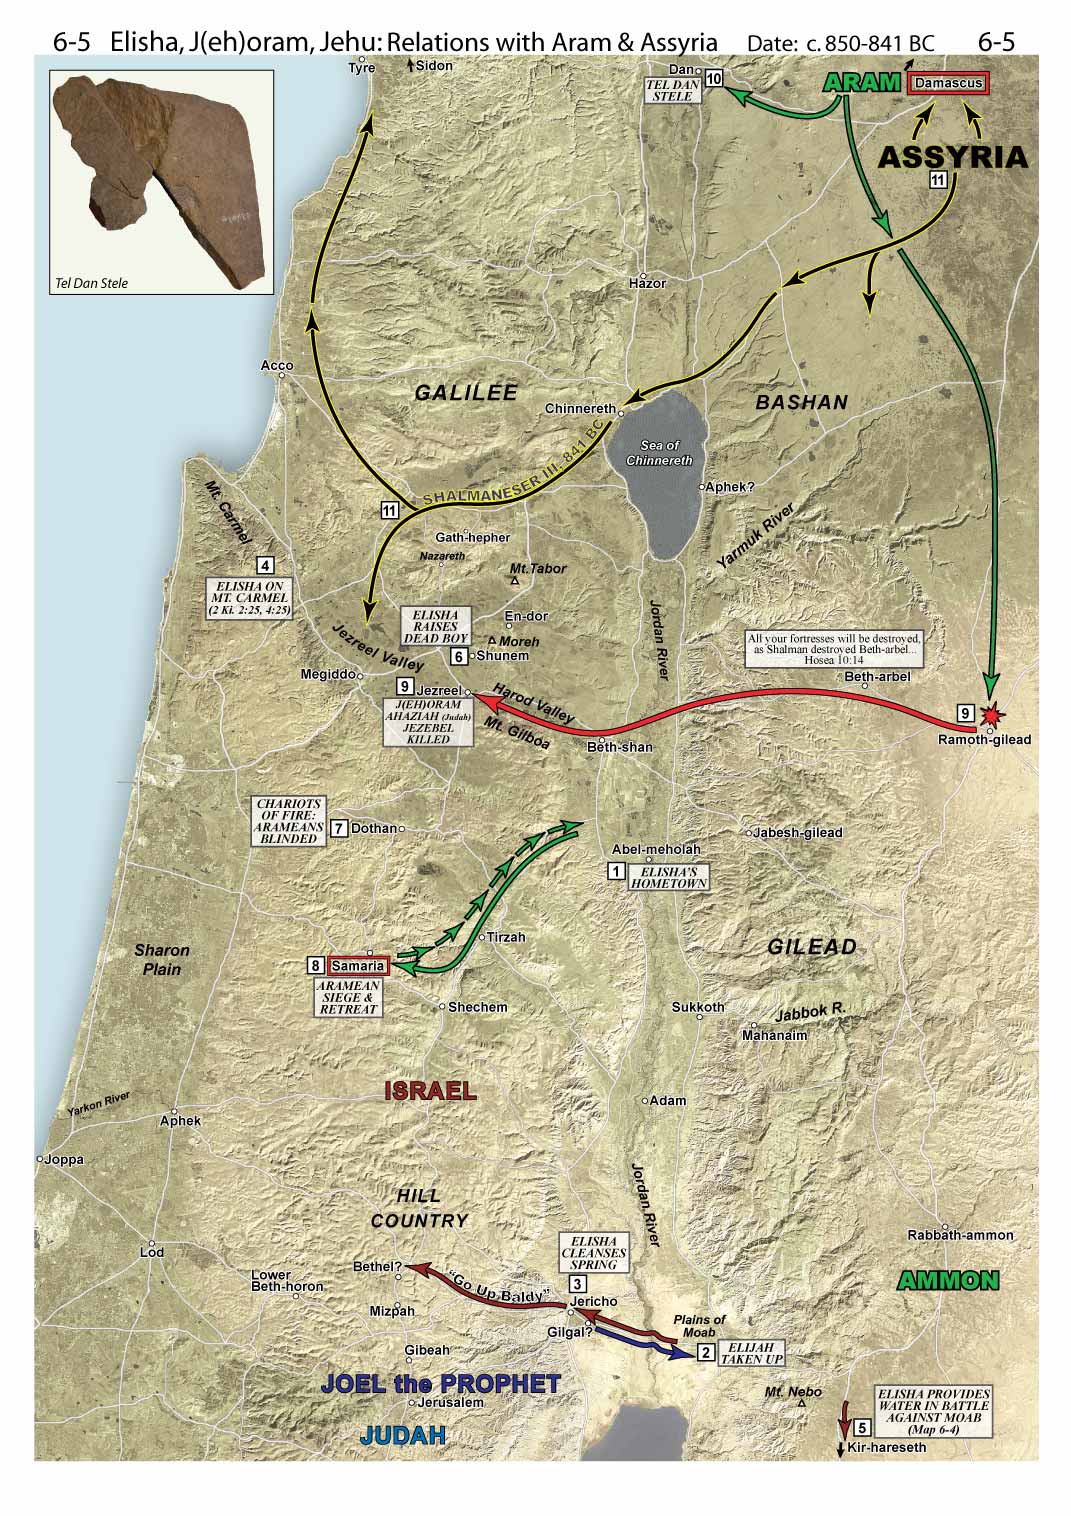 6-5 Elisha, J(eh)oram, Jehu: Relations with Aram & Assyria Date: c. 850-841 BC 6-5
Tel Dan Stele
Tyre
Sidon
Dan
10
TEL DAN
STELE
ARAM
Damascus
ASSYRIA
11
Hazor
Acco
GALILEE
BASHAN
Chinnereth
Sea of
Chinnereth
SHALMANESER III, 841 BC
11
Aphek?
Yarmuk River
Mt. Carmel
Gath-hepher
Nazareth
Mt.Tabor
4
ELISHA ON
MT. CARMEL
(2 Ki. 2:25, 4:25)
ELISHA
RAISES
DEAD BOY
6
En-dor
Moreh
Shunem
Jordan River
Jezreel Valley
All your fortresses will be destroyed,
as Shalman destroyed Beth-arbel...
Hosea 10:14
Beth-arbel
Megiddo
9
Jezreel
J(EH)ORAM
AHAZIAH (Judah)
JEZEBEL
KILLED
Harod Valley
Mt. Gilboa
Beth-shan
9
Ramoth-gilead
CHARIOTS
OF FIRE:
ARAMEANS
BLINDED
7
Dothan
Jabesh-gilead
Abel-meholah
1
ELISHA'S
HOMETOWN
Tirzah
Sharon
Plain
GILEAD
8
Samaria
ARAMEAN
SIEGE &
RETREAT
Shechem
Sukkoth
Jabbok R.
Mahanaim
ISRAEL
Adam
Yarkon River
Aphek
Joppa
Jordan River
HILL
COUNTRY
Lod
Rabbath-ammon
AMMON
ELISHA
CLEANSES
SPRING
3
Bethel?
"Go Up Baldy"
Lower
Beth-horon
Jericho
Mizpah
Gilgal?
Plains of
Moab
2
ELIJAH
TAKEN UP
Gibeah
JOEL the PROPHET
Jerusalem
JUDAH
Mt. Nebo
ELISHA PROVIDES
WATER IN BATTLE
AGAINST MOAB
(Map 6-4)
5
Kir-hareseth